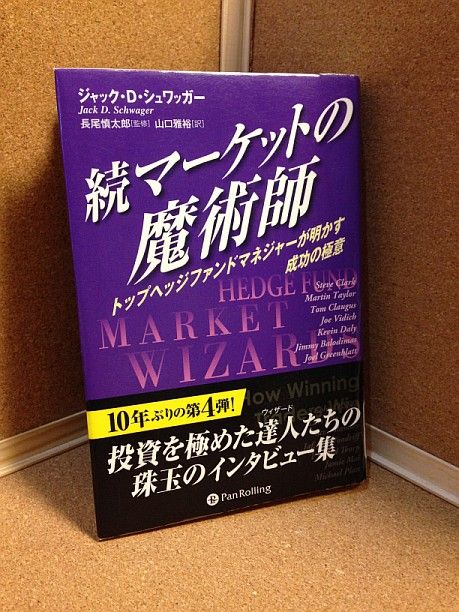 ジャック・D・シュワッガー
Jack D. Schwager
長尾慎太郎[監修] 山口雅裕[訳]
続マーケットの
魔術師
トップヘッジファンドマネジャーが明かす
成功の極意
HEDGE FUND
MARKET
WIZARDS
Steve Clark
Martin Taylor
Tom Claugus
Joe Vidich
Kevin Daly
Jimmy Balodimas
Joel Greenblatt
How Winning
10年ぶりの第4弾!
ウィザード
投資を極めた達人たちの
珠玉のインタビュー集
PanRolling